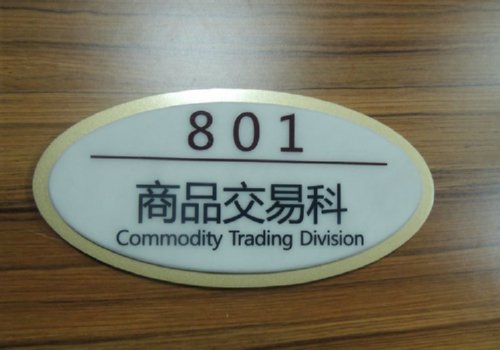 801
商品交易科
Commodity Trading Division